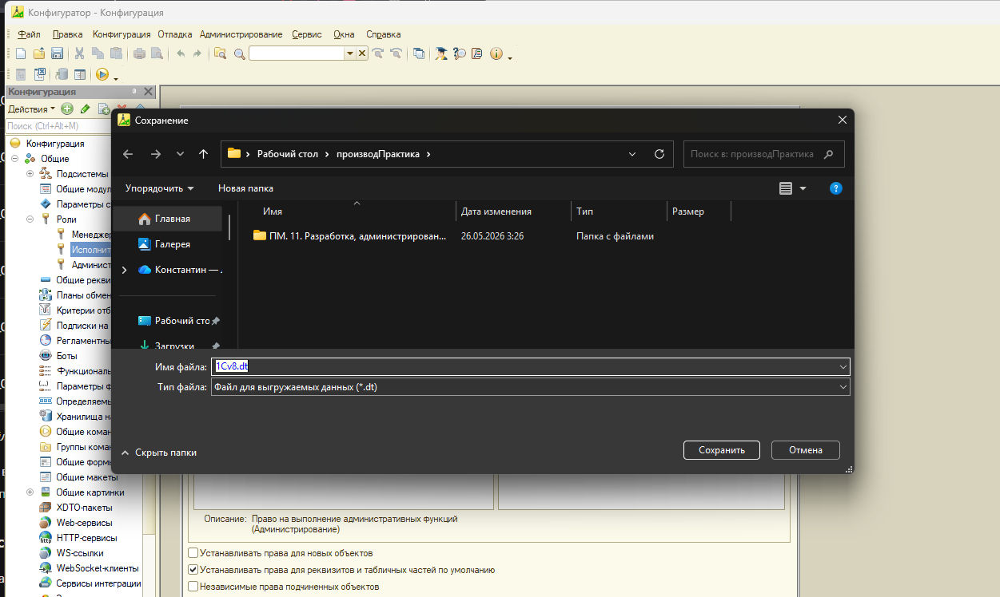 Конфигуратор - Конфигурация
Файл Правка Конфигурация Отладка Администрирование Сервис Окна Справка
Конфигурация
Действия
Поиск (Ctrl+Alt+M)
Конфигурация
Общие
Подсистемы
Общие модул
Параметры с
Роли
Менеджер
Исполнит
Админист
Общие рекви
Планы обмен
Критерии отб
Подписки на
Регламентны
Боты
Функциональ
Параметры ф
Определяемы
Хранилища на
Общие коман
Группы коман
Общие формы
Общие макеты
Общие картинки
XDTO-пакеты
Web-сервисы
HTTP-сервисы
WS-ссылки
WebSocket-клиенты
Сервисы интеграции
Сохранение
Рабочий стол › производПрактика ›
Поиск в: производПрактика
Упорядочить Новая папка
Главная
Галерея
Константин —
Рабочий сто
Загрузки
Имя Дата изменения Тип Размер
ПМ. 11. Разработка, администрирован... 26.05.2026 3:26 Папка с файлами
Имя файла: 1Cv8.dt
Тип файла: Файл для выгружаемых данных (*.dt)
Скрыть папки Сохранить Отмена
Описание: Право на выполнение административных функций
(Администрирование)
Устанавливать права для новых объектов
Устанавливать права для реквизитов и табличных частей по умолчанию
Независимые права подчиненных объектов